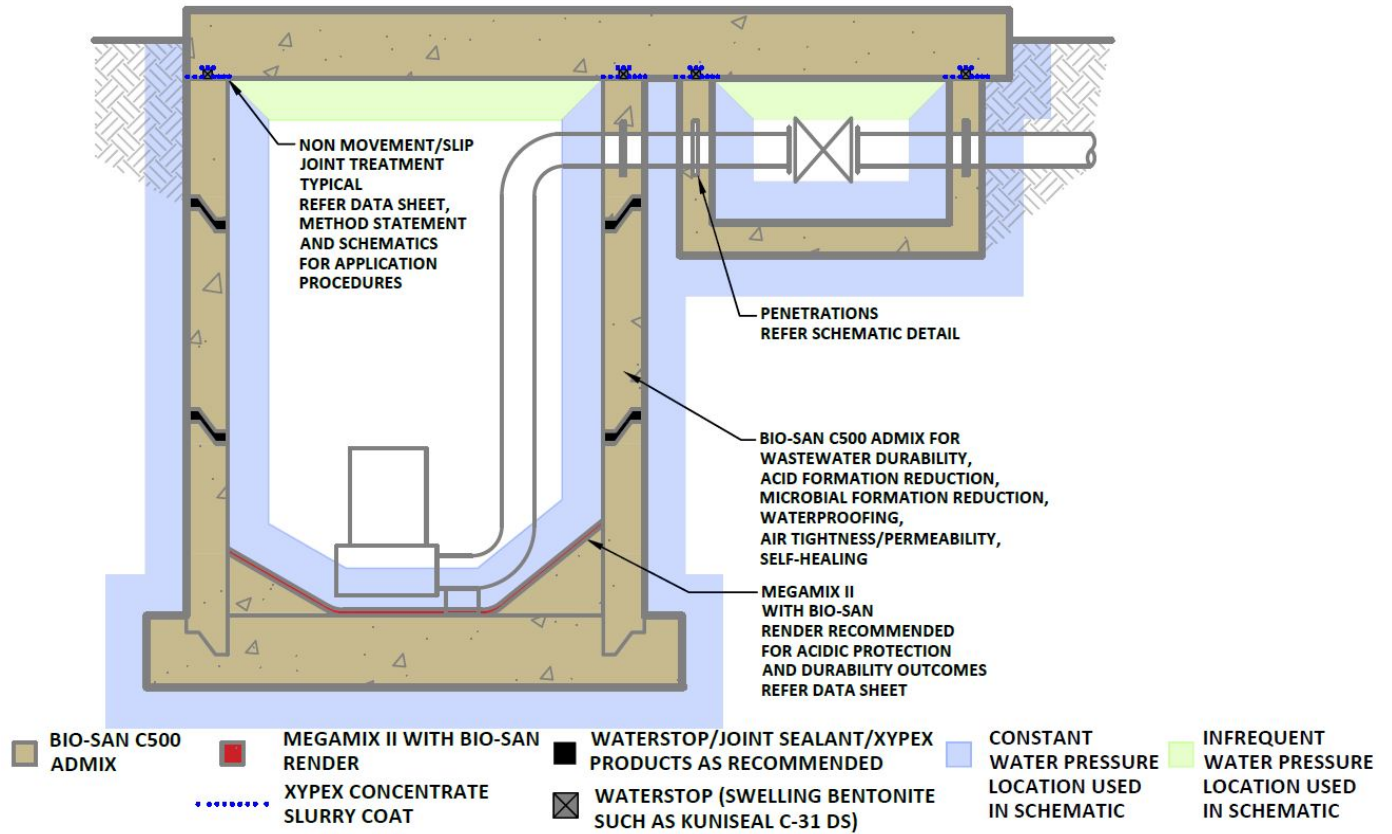 NON MOVEMENT/SLIP
JOINT TREATMENT
TYPICAL
REFER DATA SHEET,
METHOD STATEMENT
AND SCHEMATICS
FOR APPLICATION
PROCEDURES
PENETRATIONS
REFER SCHEMATIC DETAIL
BIO-SAN C500 ADMIX FOR
WASTEWATER DURABILITY,
ACID FORMATION REDUCTION,
MICROBIAL FORMATION REDUCTION,
WATERPROOFING,
AIR TIGHTNESS/PERMEABILITY,
SELF-HEALING
MEGAMIX II
WITH BIO-SAN
RENDER RECOMMENDED
FOR ACIDIC PROTECTION
AND DURABILITY OUTCOMES
REFER DATA SHEET
BIO-SAN C500
ADMIX
MEGAMIX II WITH BIO-SAN
RENDER
XYPEX CONCENTRATE
SLURRY COAT
WATERSTOP/JOINT SEALANT/XYPEX
PRODUCTS AS RECOMMENDED
WATERSTOP (SWELLING BENTONITE
SUCH AS KUNISEAL C-31 DS)
CONSTANT
WATER PRESSURE
LOCATION USED
IN SCHEMATIC
INFREQUENT
WATER PRESSURE
LOCATION USED
IN SCHEMATIC